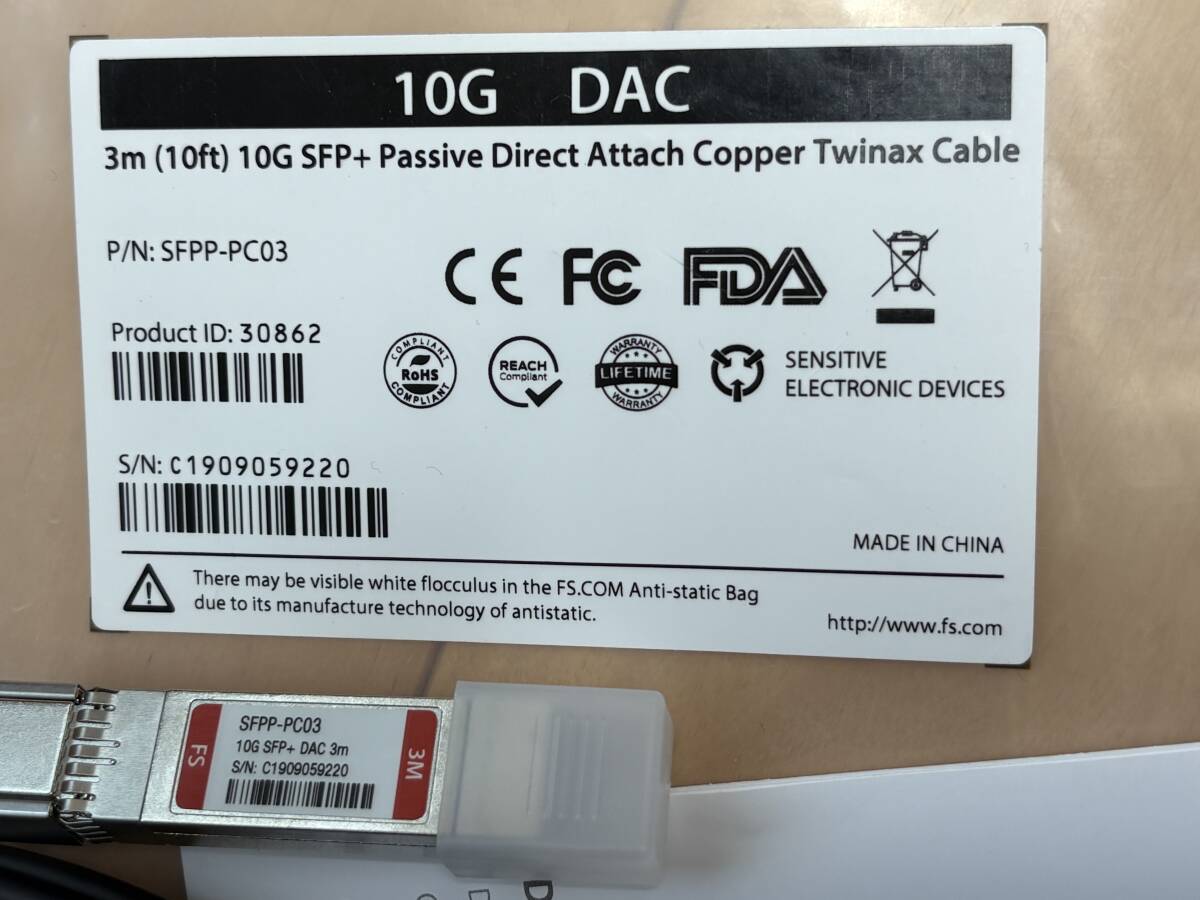 10G DAC
3m (10ft) 10G SFP+ Passive Direct Attach Copper Twinax Cable
P/N: SFPP-PC03
CE FC FDA
Product ID: 30862
COMPLIANT
RoHS
COMPLIANT
REACH
Compliant
WARRANTY
LIFETIME
WARRANTY
SENSITIVE
ELECTRONIC DEVICES
S/N: C1909059220
MADE IN CHINA
There may be visible white flocculus in the FS.COM Anti-static Bag
due to its manufacture technology of antistatic.
http://www.fs.com
FS
SFPP-PC03
10G SFP+ DAC 3m
S/N: C1909059220
3M